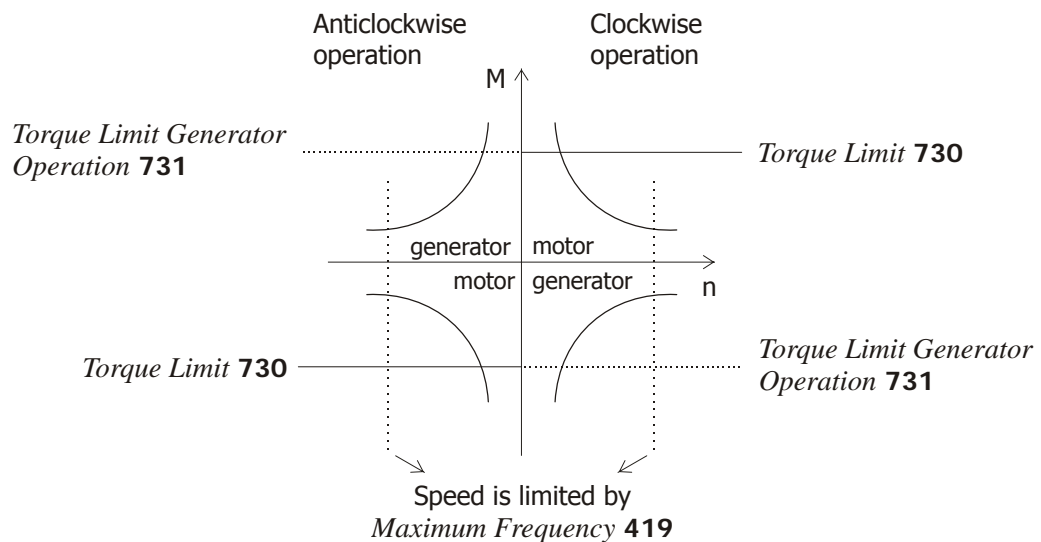 Anticlockwise
operation
Clockwise
operation
M
Torque Limit Generator
Operation 731
Torque Limit 730
generator
motor
motor
generator
n
Torque Limit 730
Torque Limit Generator
Operation 731
Speed is limited by
Maximum Frequency 419